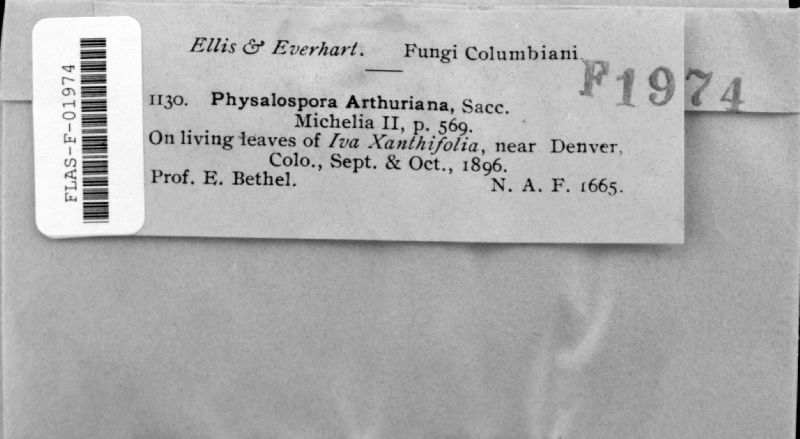 FLAS-F-01974
Ellis & Everhart. Fungi Columbiani.
F1974
1130. Physalospora Arthuriana, Sacc.
Michelia II, p. 569.
On living leaves of Iva Xanthifolia, near Denver,
Colo., Sept. & Oct., 1896.
Prof. E. Bethel. N. A. F. 1665.